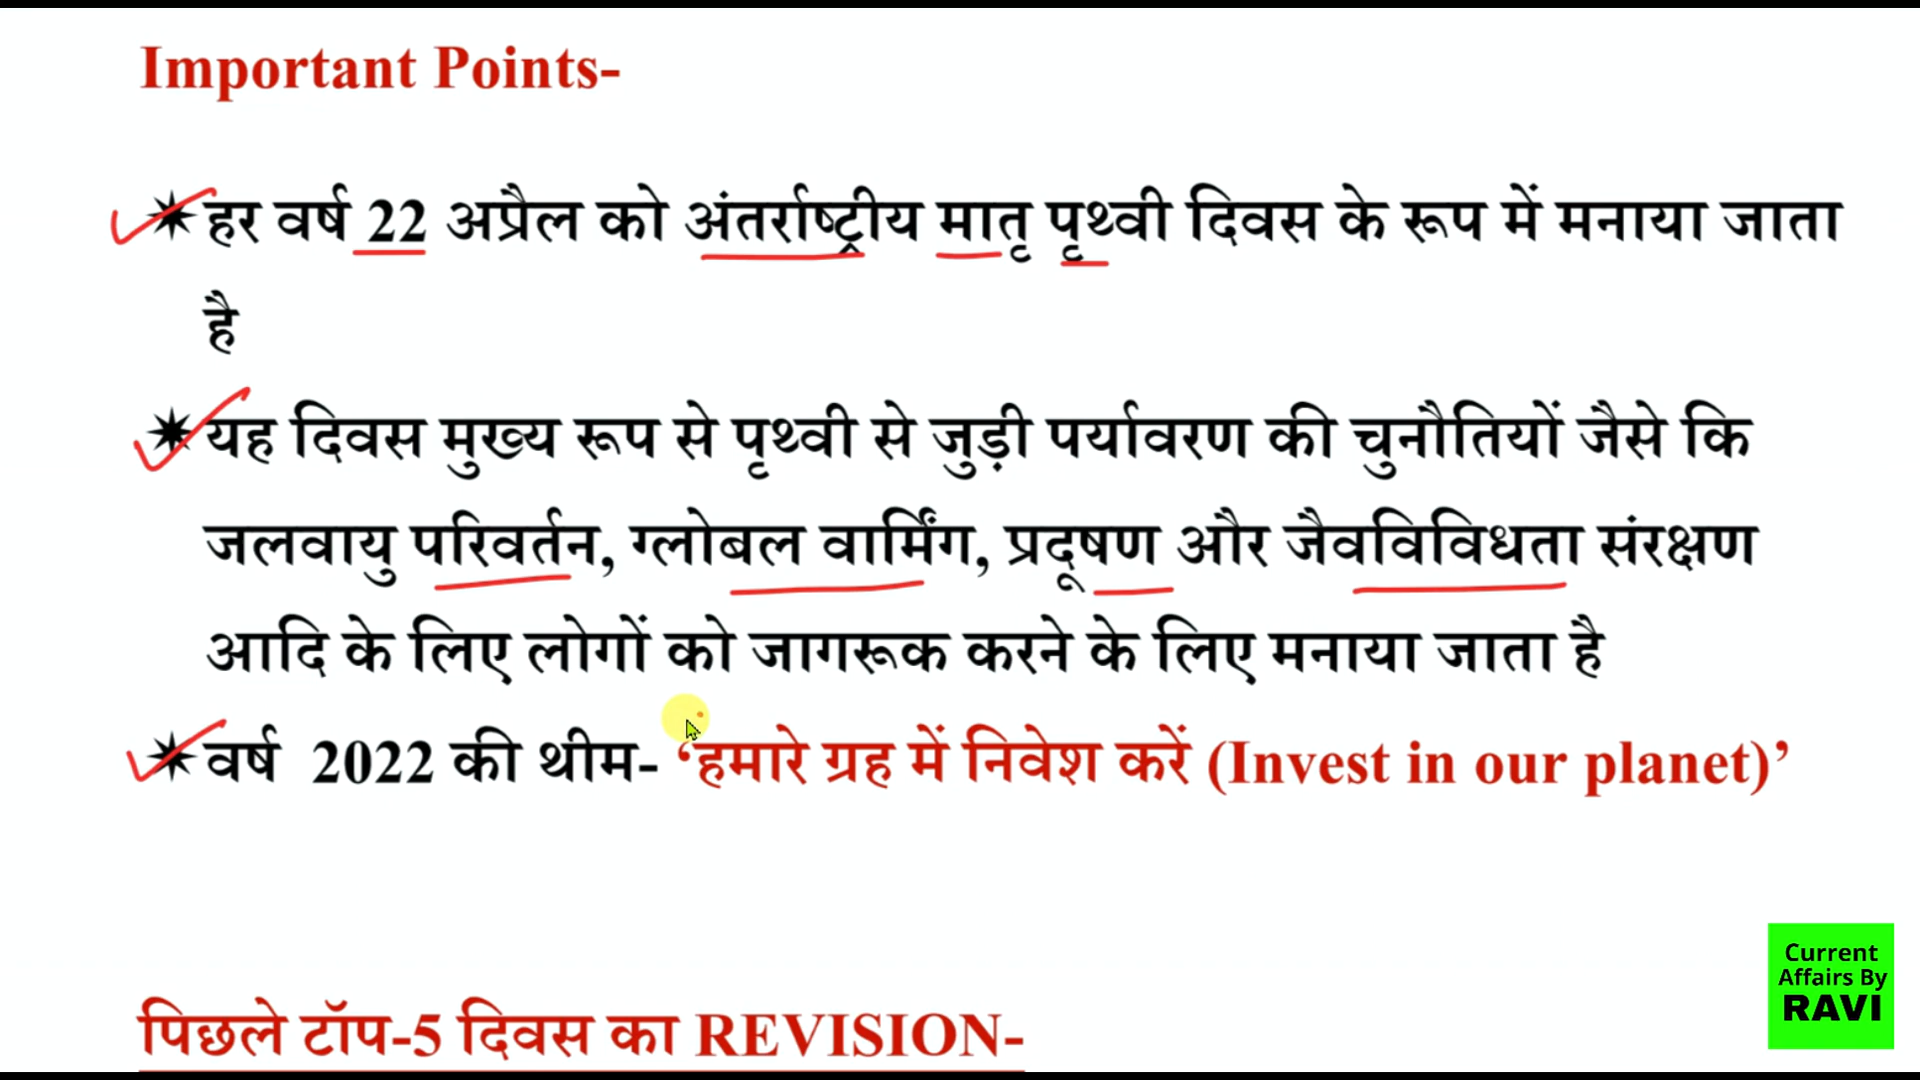 Important Points-
हर वर्ष 22 अप्रैल को अंतर्राष्ट्रीय मातृ पृथ्वी दिवस के रूप में मनाया जाता
है
यह दिवस मुख्य रूप से पृथ्वी से जुड़ी पर्यावरण की चुनौतियों जैसे कि
जलवायु परिवर्तन, ग्लोबल वार्मिंग, प्रदूषण और जैवविविधता संरक्षण
आदि के लिए लोगों को जागरूक करने के लिए मनाया जाता है
वर्ष 2022 की थीम- ‘हमारे ग्रह में निवेश करें (Invest in our planet)’
पिछले टॉप-5 दिवस का REVISION-
Current
Affairs By
RAVI